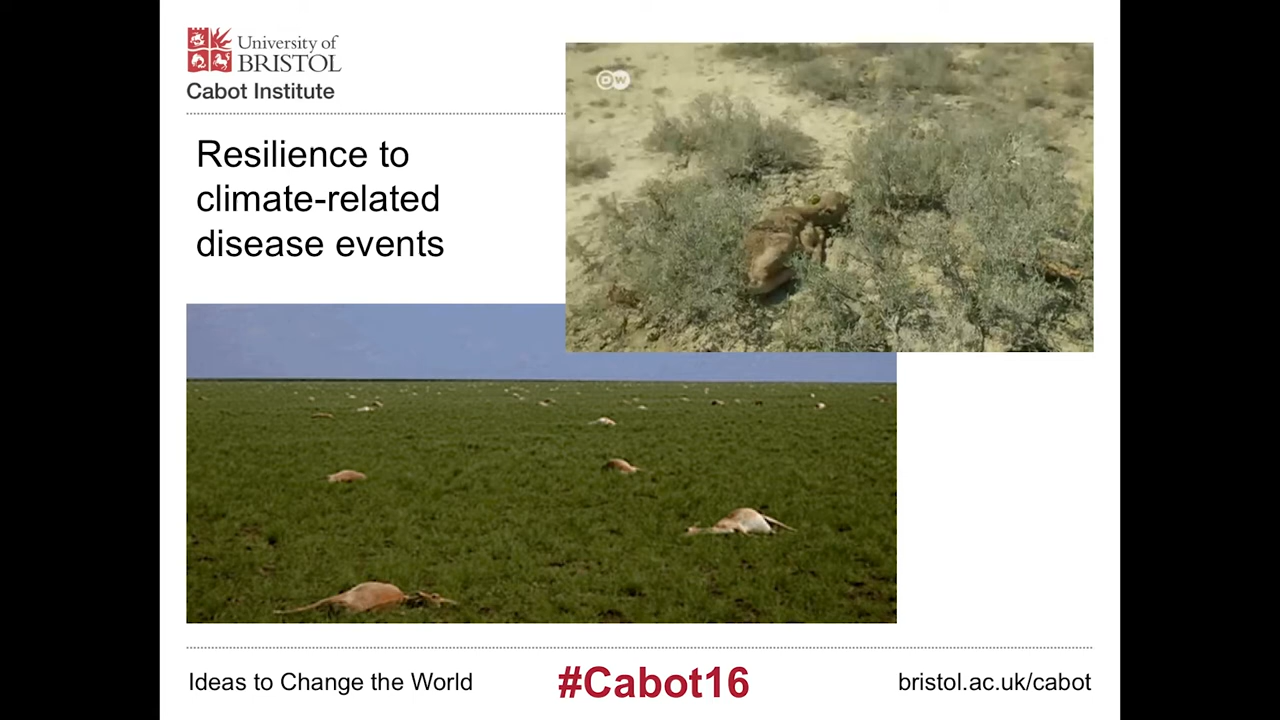 University of
BRISTOL
Cabot Institute
DW
Resilience to
climate-related
disease events
Ideas to Change the World
#Cabot16
bristol.ac.uk/cabot